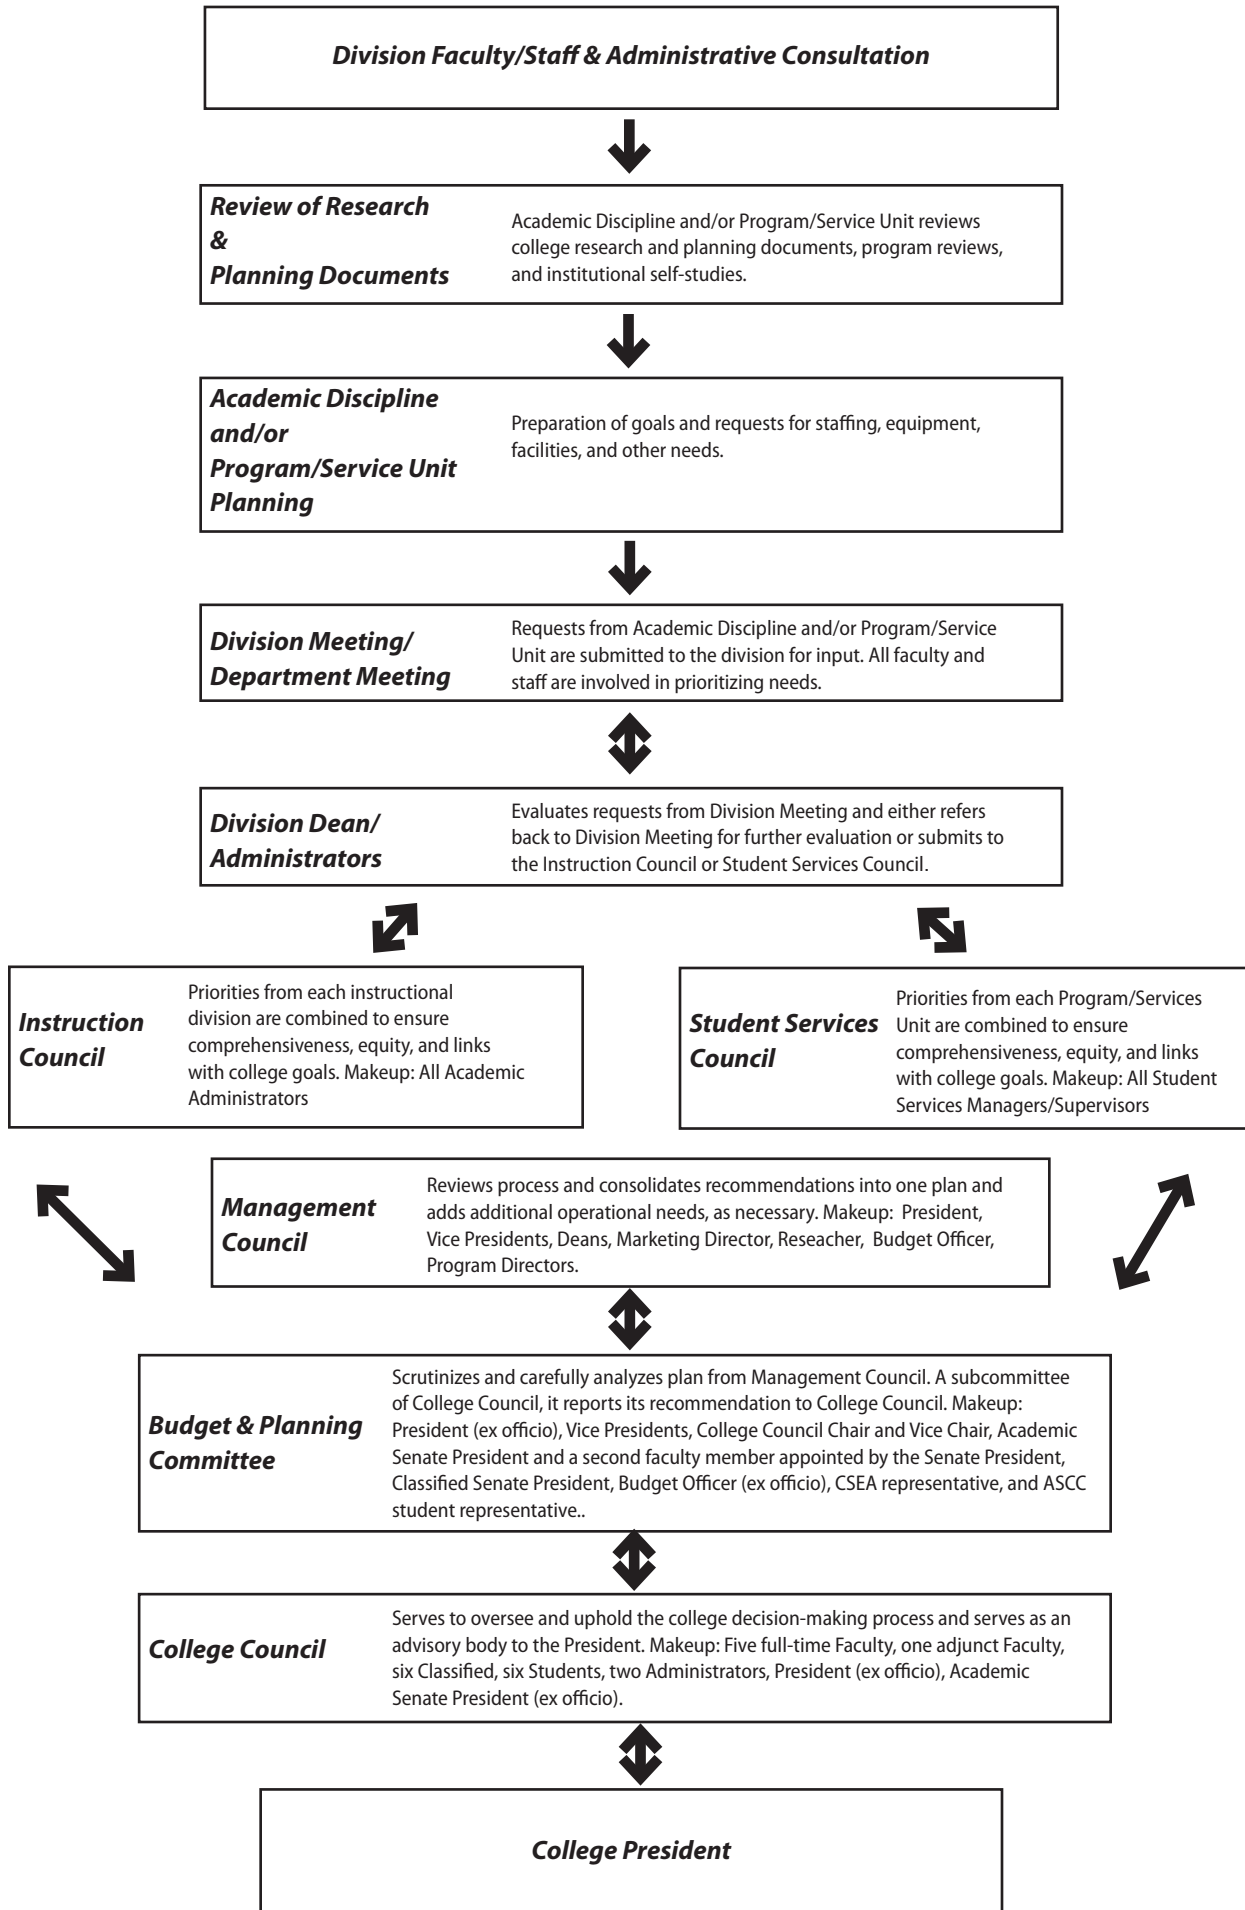 Division Faculty/Staff & Administrative Consultation
Review of Research
&
Planning Documents
Academic Discipline and/or Program/Service Unit reviews
college research and planning documents, program reviews,
and institutional self-studies.
Academic Discipline
and/or
Program/Service Unit
Planning
Preparation of goals and requests for staffing, equipment,
facilities, and other needs.
Division Meeting/
Department Meeting
Requests from Academic Discipline and/or Program/Service
Unit are submitted to the division for input. All faculty and
staff are involved in prioritizing needs.
Division Dean/
Administrators
Evaluates requests from Division Meeting and either refers
back to Division Meeting for further evaluation or submits to
the Instruction Council or Student Services Council.
Instruction
Council
Priorities from each instructional
division are combined to ensure
comprehensiveness, equity, and links
with college goals. Makeup: All Academic
Administrators
Student Services
Council
Priorities from each Program/Services
Unit are combined to ensure
comprehensiveness, equity, and links
with college goals. Makeup: All Student
Services Managers/Supervisors
Management
Council
Reviews process and consolidates recommendations into one plan and
adds additional operational needs, as necessary. Makeup: President,
Vice Presidents, Deans, Marketing Director, Reseacher, Budget Officer,
Program Directors.
Budget & Planning
Committee
Scrutinizes and carefully analyzes plan from Management Council. A subcommittee
of College Council, it reports its recommendation to College Council. Makeup:
President (ex officio), Vice Presidents, College Council Chair and Vice Chair, Academic
Senate President and a second faculty member appointed by the Senate President,
Classified Senate President, Budget Officer (ex officio), CSEA representative, and ASCC
student representative..
College Council
Serves to oversee and uphold the college decision-making process and serves as an
advisory body to the President. Makeup: Five full-time Faculty, one adjunct Faculty,
six Classified, six Students, two Administrators, President (ex officio), Academic
Senate President (ex officio).
College President